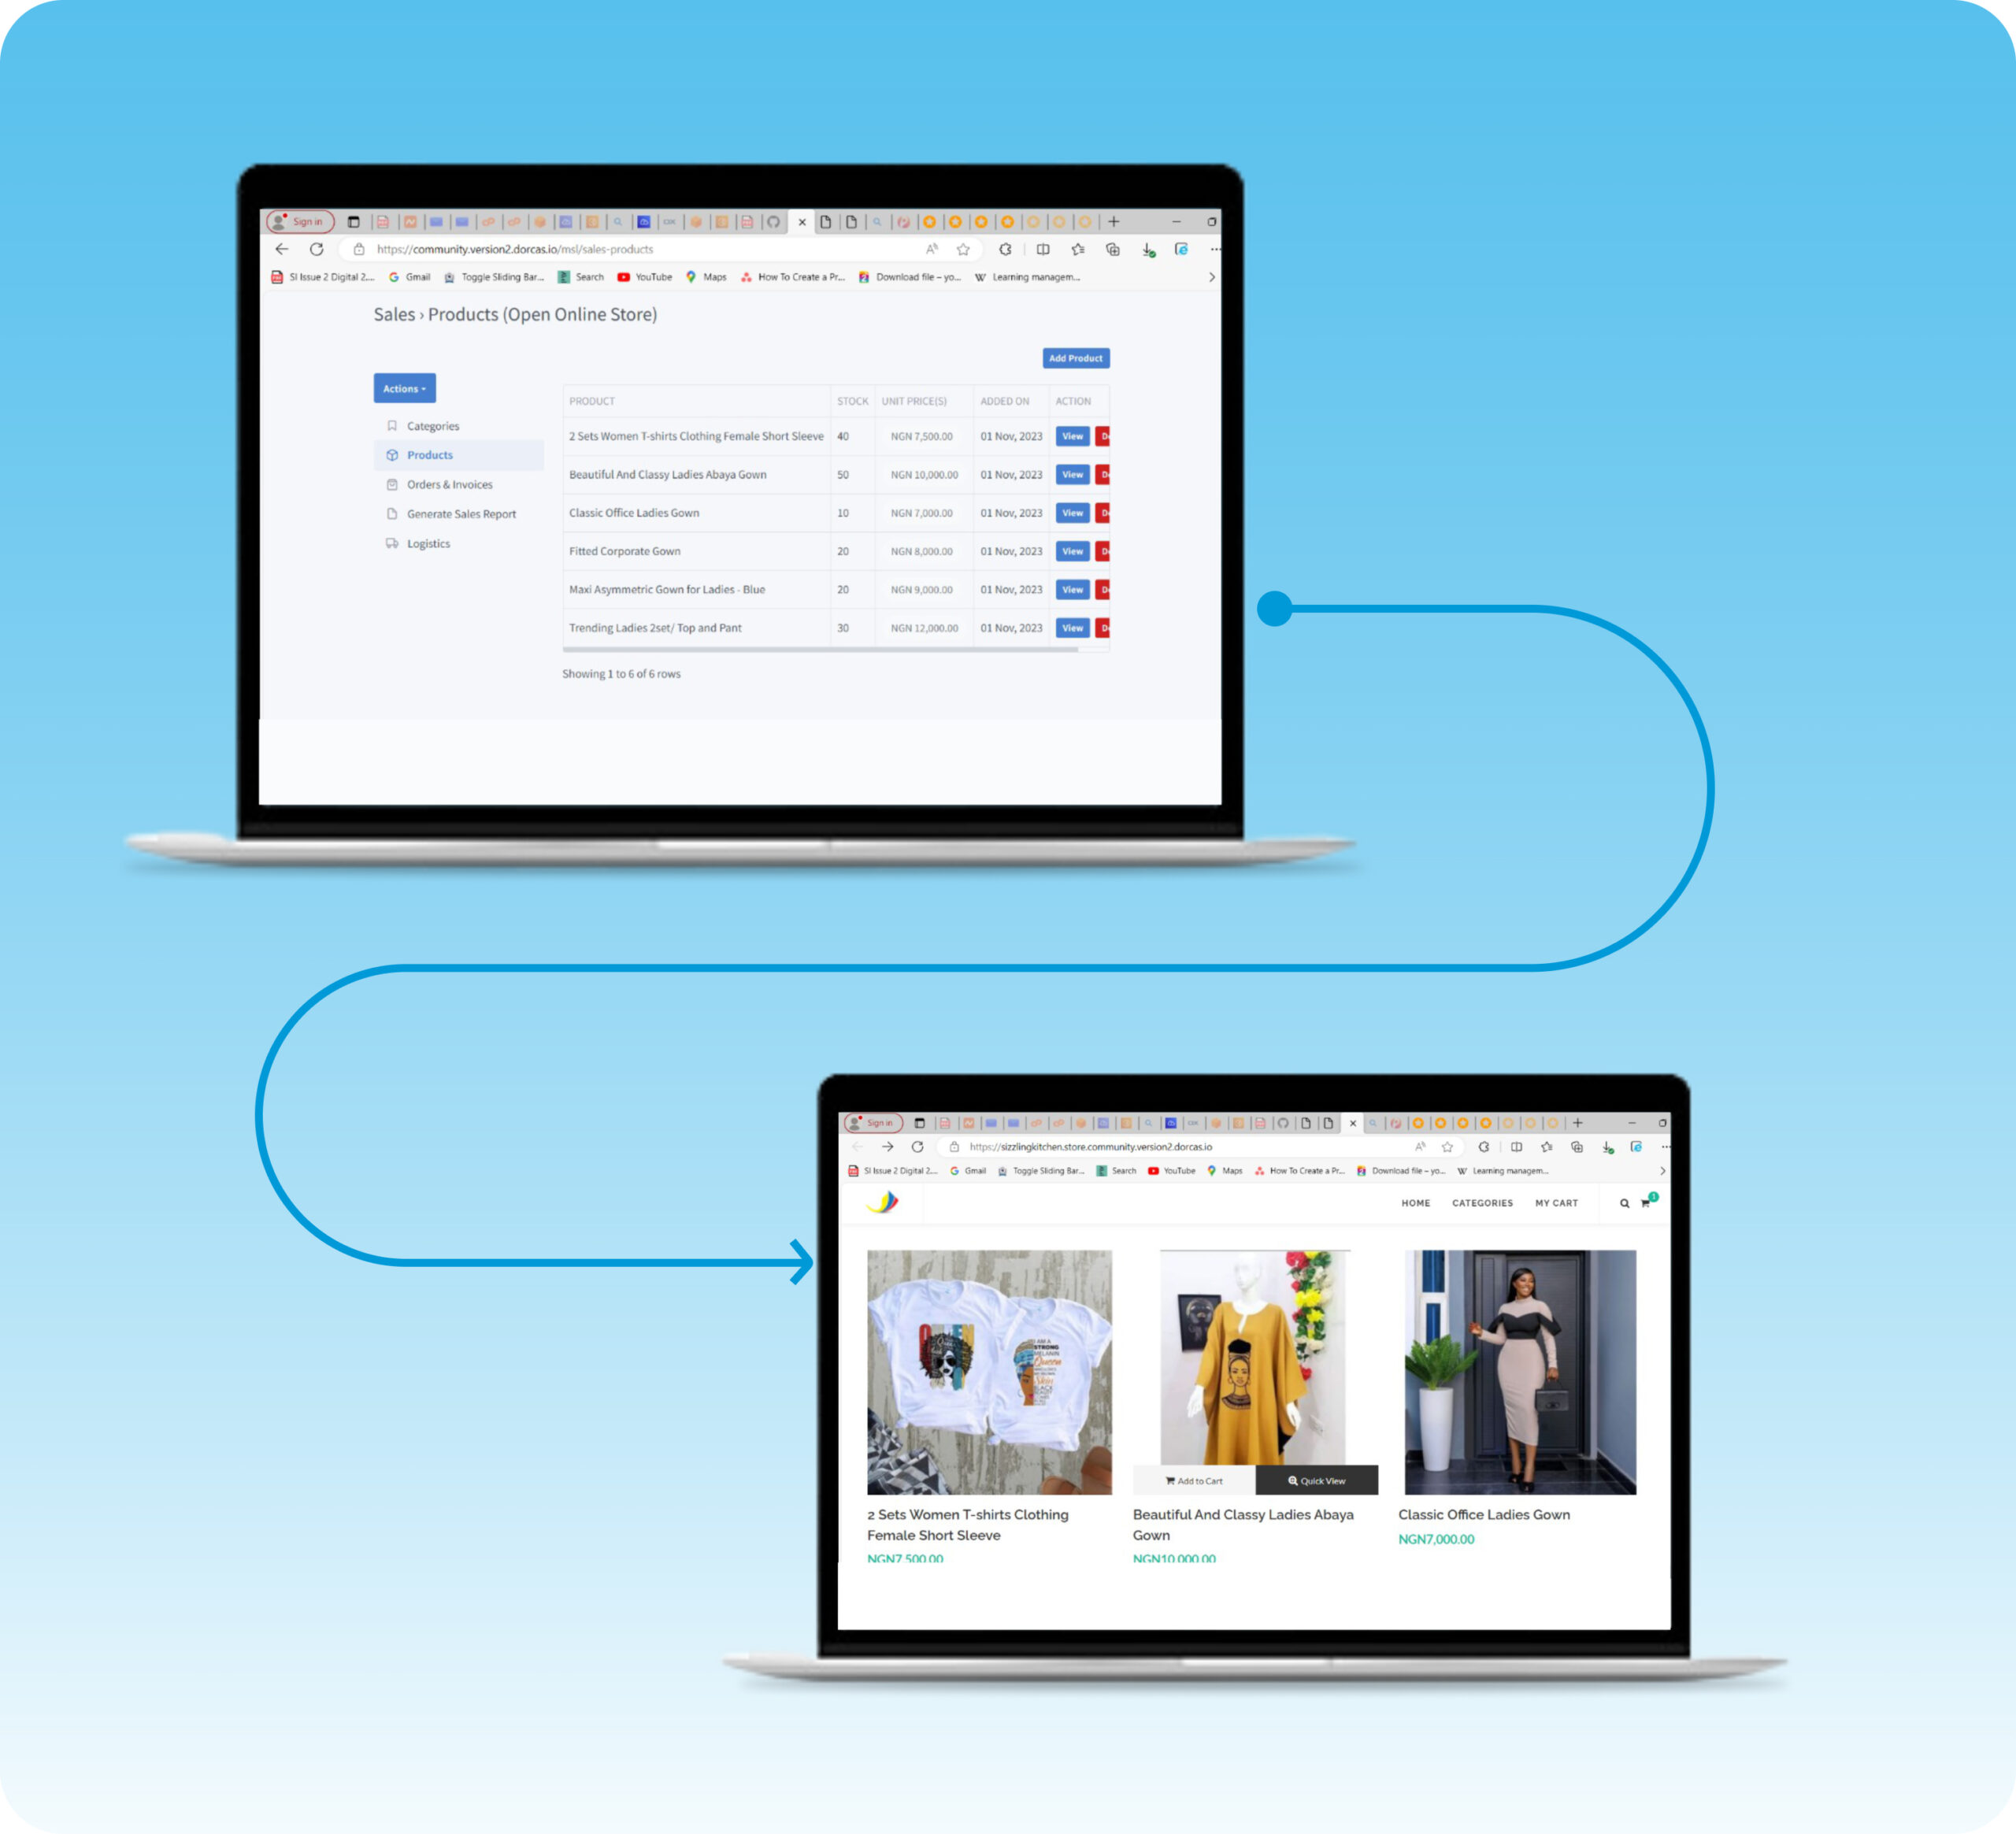 Sign in
https://community.version2.dorcas.io/msl/sales-products
SI Issue 2 Digital 2.... Gmail Toggle Sliding Bar... Search YouTube Maps How To Create a Pr... Download file – yo... Learning managem...
Sales › Products (Open Online Store)
Add Product
Actions
Categories
Products
Orders & Invoices
Generate Sales Report
Logistics
PRODUCT STOCK UNIT PRICE(S) ADDED ON ACTION
2 Sets Women T-shirts Clothing Female Short Sleeve 40 NGN 7,500.00 01 Nov, 2023 View
Beautiful And Classy Ladies Abaya Gown 50 NGN 10,000.00 01 Nov, 2023 View
Classic Office Ladies Gown 10 NGN 7,000.00 01 Nov, 2023 View
Fitted Corporate Gown 20 NGN 8,000.00 01 Nov, 2023 View
Maxi Asymmetric Gown for Ladies - Blue 20 NGN 9,000.00 01 Nov, 2023 View
Trending Ladies 2set/ Top and Pant 30 NGN 12,000.00 01 Nov, 2023 View
Showing 1 to 6 of 6 rows
Sign in
https://sizzlingkitchen.store.community.version2.dorcas.io
SI Issue 2 Digital 2.... Gmail Toggle Sliding Bar... Search YouTube Maps How To Create a Pr... Download file – yo... Learning managem...
HOME CATEGORIES MY CART 1
QUEEN
I AM A
STRONG
MELANIN
Queen
Skin
BLACK
Add to Cart Quick View
2 Sets Women T-shirts Clothing
Female Short Sleeve
NGN7,500.00
Beautiful And Classy Ladies Abaya
Gown
NGN10,000.00
Classic Office Ladies Gown
NGN7,000.00